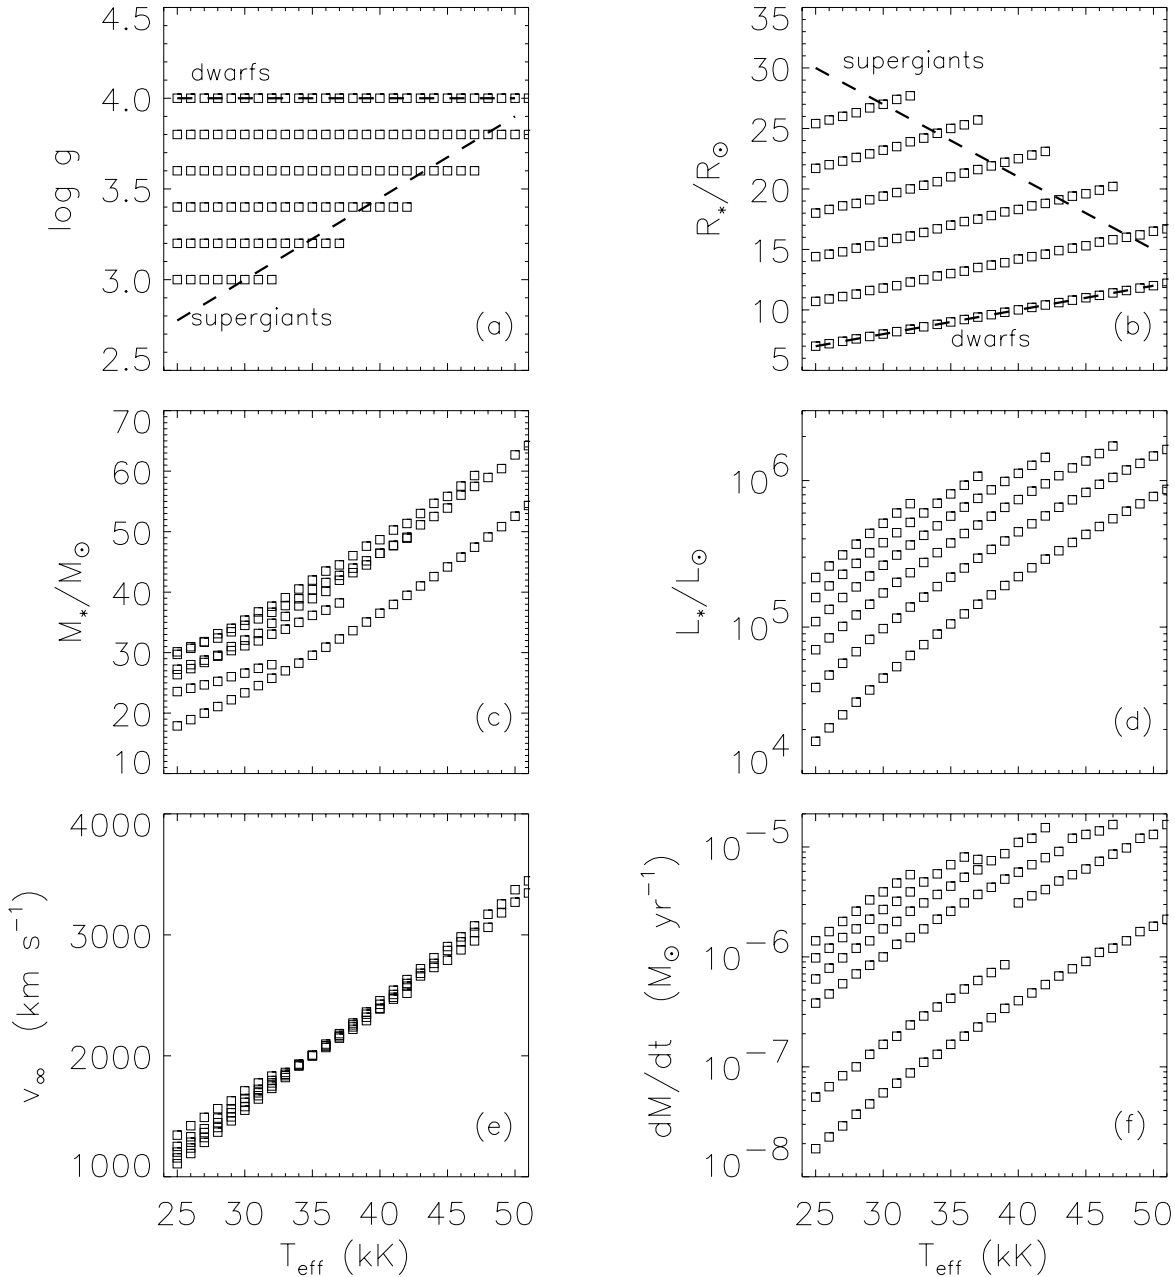 4.5
4.0
3.5
3.0
2.5
log g
dwarfs
supergiants
(a)
35
30
25
20
15
10
5
R*/R☉
supergiants
dwarfs
(b)
70
60
50
40
30
20
10
M*/M☉
(c)
10^6
10^5
10^4
L*/L☉
(d)
4000
3000
2000
1000
v∞ (km s^−1)
(e)
25 30 35 40 45 50
T_eff (kK)
10^−5
10^−6
10^−7
10^−8
dM/dt (M☉ yr^−1)
(f)
25 30 35 40 45 50
T_eff (kK)